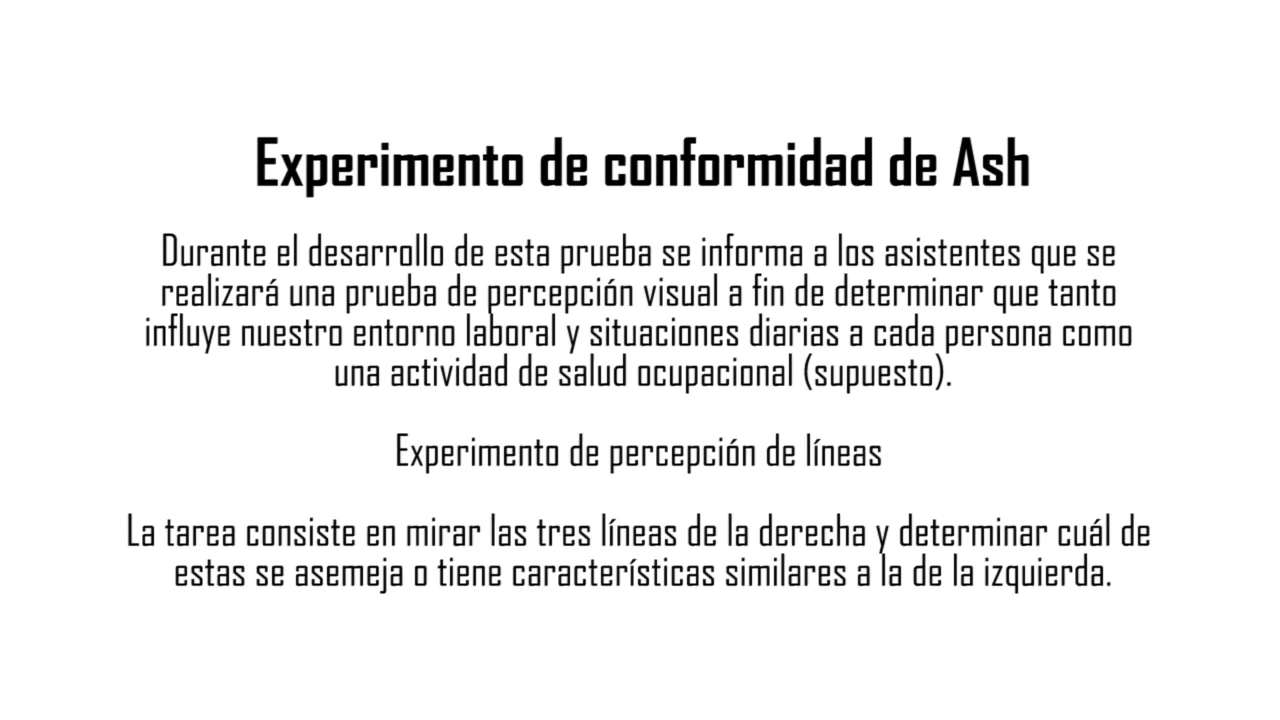 Experimento de conformidad de Ash
Durante el desarrollo de esta prueba se informa a los asistentes que se
realizará una prueba de percepción visual a fin de determinar que tanto
influye nuestro entorno laboral y situaciones diarias a cada persona como
una actividad de salud ocupacional (supuesto).
Experimento de percepción de líneas
La tarea consiste en mirar las tres líneas de la derecha y determinar cuál de
estas se asemeja o tiene características similares a la de la izquierda.